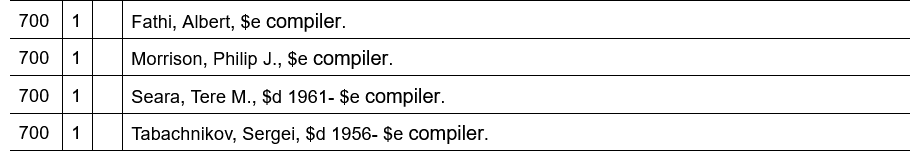 700 1 Fathi, Albert, $e compiler.
700 1 Morrison, Philip J., $e compiler.
700 1 Seara, Tere M., $d 1961- $e compiler.
700 1 Tabachnikov, Sergei, $d 1956- $e compiler.